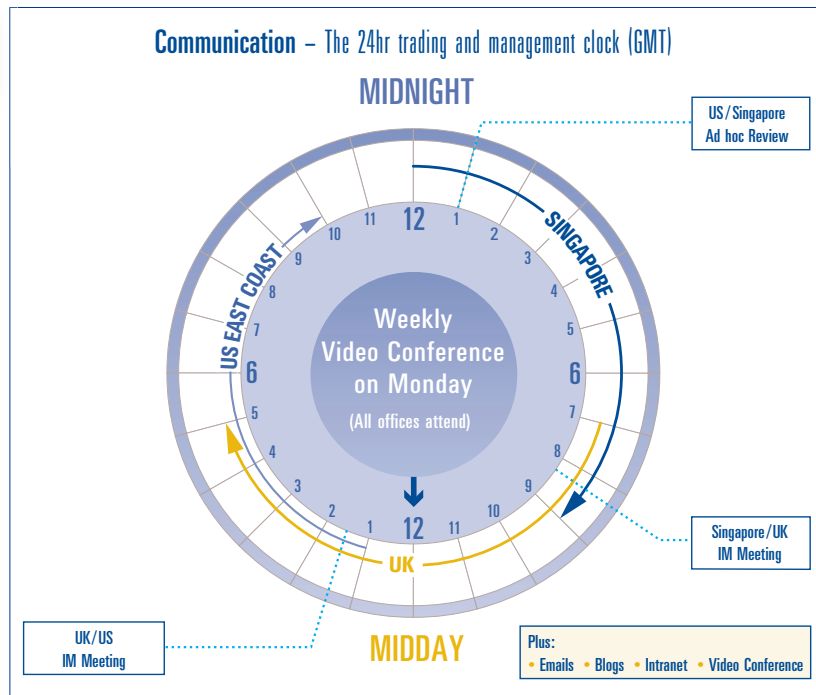 Communication – The 24hr trading and management clock (GMT)
MIDNIGHT
US/Singapore
Ad hoc Review
12
1
2
3
4
5
6
7
8
9
10
11
12
1
2
3
4
5
6
7
8
9
10
11
SINGAPORE
US EAST COAST
UK
Weekly
Video Conference
on Monday
(All offices attend)
Singapore/UK
IM Meeting
UK/US
IM Meeting
MIDDAY
Plus:
• Emails • Blogs • Intranet • Video Conference